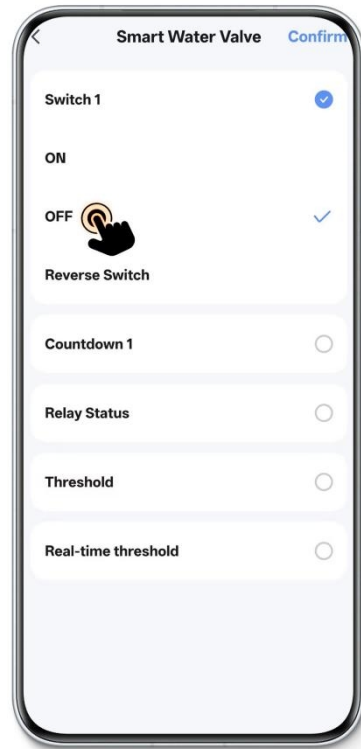 Smart Water Valve Confirm
Switch 1
ON
OFF
Reverse Switch
Countdown 1
Relay Status
Threshold
Real-time threshold